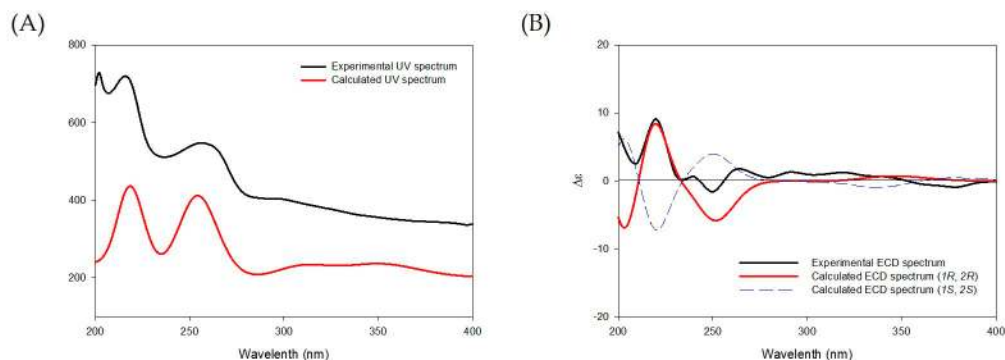 (A)
800
600
400
200
200
250
300
350
400
Wavelenth (nm)
Experimental UV spectrum
Calculated UV spectrum
(B)
20
10
0
-10
-20
Δε
200
250
300
350
400
Wavelenth (nm)
Experimental ECD spectrum
Calculated ECD spectrum (1R, 2R)
Calculated ECD spectrum (1S, 2S)